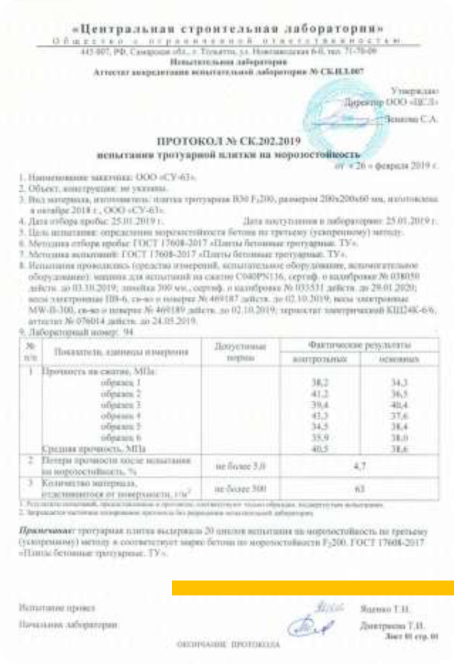 «Центральная строительная лаборатория»
Общество с ограниченной ответственностью
445 007, РФ, Самарская обл., г. Тольятти, ул. Новозаводская 6-0, тел. 71-70-09
Испытательная лаборатория
Аттестат аккредитации испытательной лаборатории № СК.И.Л.007
Утверждаю
Директор ООО «ЦСЛ»
Зенкова С.А.
ПРОТОКОЛ № СК.202.2019
испытания тротуарной плитки на морозостойкость
от « 26 » февраля 2019 г.
1. Наименование заказчика: ООО «СУ-63».
2. Объект, конструкция: не указаны.
3. Вид материала, изготовитель: плитка тротуарная В30 F₂200, размером 200х200х60 мм, изготовлена
в октябре 2018 г., ООО «СУ-63».
4. Дата отбора пробы: 25.01.2019 г. Дата поступления в лабораторию: 25.01.2019 г.
5. Цель испытания: определение морозостойкости бетона по третьему (ускоренному) методу.
6. Методика отбора пробы: ГОСТ 17608-2017 «Плиты бетонные тротуарные. ТУ».
7. Методика испытаний: ГОСТ 17608-2017 «Плиты бетонные тротуарные. ТУ».
8. Испытания проводились (средства измерений, испытательное оборудование, вспомогательное
оборудование): машина для испытаний на сжатие C040PN136, сертиф. о калибровке № 038050
действ. до 03.10.2019; линейка 300 мм, сертиф. о калибровке № 033531 действ. до 29.01.2020;
весы электронные ПВ-6, св-во о поверке № 469187 действ. до 02.10.2019; весы электронные
MW-II-300, св-во о поверке № 469189 действ. до 02.10.2019; термостат электрический КШ24К-6/6,
аттестат № 076014 действ. до 24.05.2019.
9. Лабораторный номер: 94
№ п/п Показатели, единицы измерения Допустимые нормы Фактические результаты
контрольных основных
1 Прочность на сжатие, МПа:
образец 1 38,2 34,3
образец 2 41,2 36,5
образец 3 39,4 40,4
образец 4 43,3 37,6
образец 5 34,5 38,4
образец 6 35,9 38,0
Средняя прочность, МПа 40,5 38,6
2 Потери прочности после испытания на морозостойкость, % не более 5,0 4,7
3 Количество материала, отделившегося от поверхности, г/м² не более 500 63
1. Результаты испытаний, представленные в протоколе, соответствуют только образцам, подвергнутым испытаниям.
2. Запрещается частичное копирование протокола без разрешения испытательной лаборатории.
Примечание: тротуарная плитка выдержала 20 циклов испытания на морозостойкость по третьему
(ускоренному) методу и соответствует марке бетона по морозостойкости F₂200. ГОСТ 17608-2017
«Плиты бетонные тротуарные. ТУ».
Испытание провел Яценко Т.И.
Начальник лаборатории Дмитриева Т.И.
Лист 01 стр. 01
ОКОНЧАНИЕ ПРОТОКОЛА